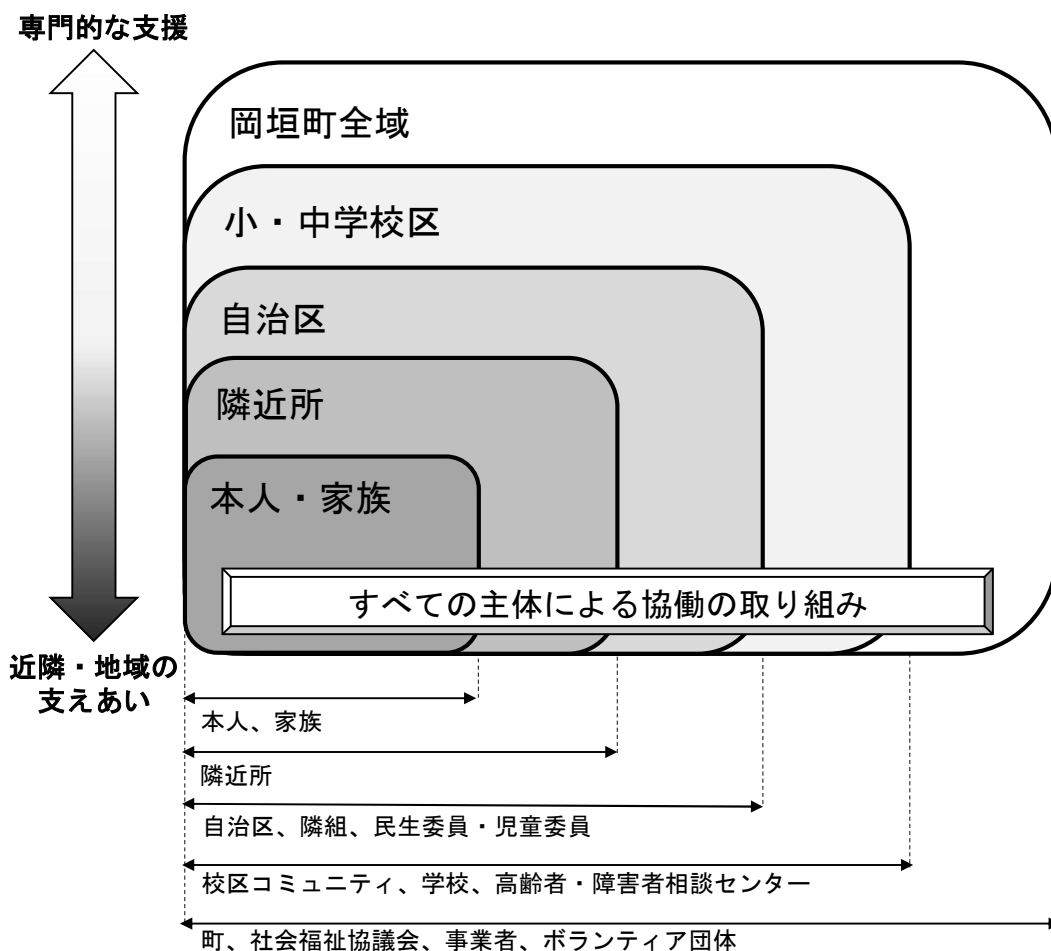 専門的な支援
岡垣町全域
小・中学校区
自治区
隣近所
本人・家族
すべての主体による協働の取り組み
近隣・地域の
支えあい
本人、家族
隣近所
自治区、隣組、民生委員・児童委員
校区コミュニティ、学校、高齢者・障害者相談センター
町、社会福祉協議会、事業者、ボランティア団体